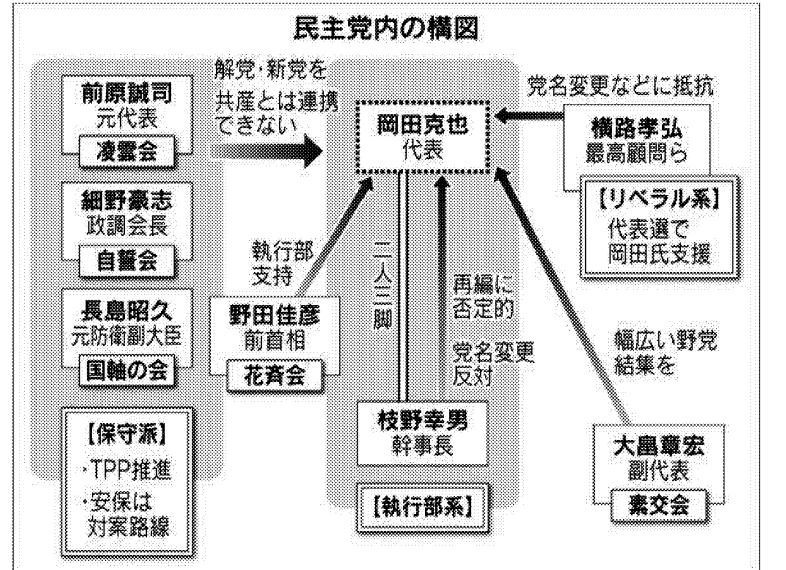 民主党内の構図
前原誠司
元代表
凌雲会
細野豪志
政調会長
自誓会
長島昭久
元防衛副大臣
国軸の会
【保守派】
・TPP推進
・安保は
対案路線
解党・新党を
共産とは連携
できない
岡田克也
代表
党名変更などに抵抗
横路孝弘
最高顧問ら
【リベラル系】
代表選で
岡田氏支援
執行部
支持
野田佳彦
前首相
花斉会
二人三脚
再編に
否定的
党名変更
反対
枝野幸男
幹事長
【執行部系】
幅広い野党
結集を
大畠章宏
副代表
素交会